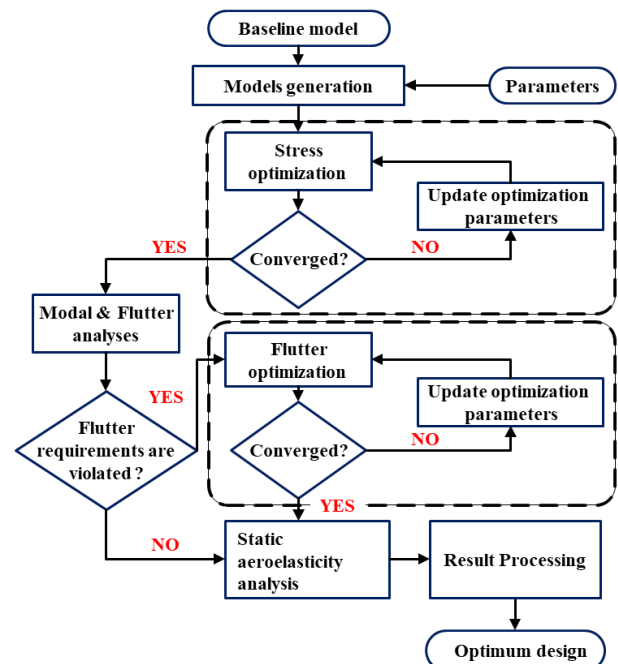 Baseline model
Models generation
Parameters
Stress
optimization
Update optimization
parameters
YES
Converged?
NO
Modal & Flutter
analyses
Flutter
optimization
Update optimization
parameters
YES
Flutter
requirements are
violated ?
Converged?
NO
YES
NO
Static
aeroelasticity
analysis
Result Processing
Optimum design